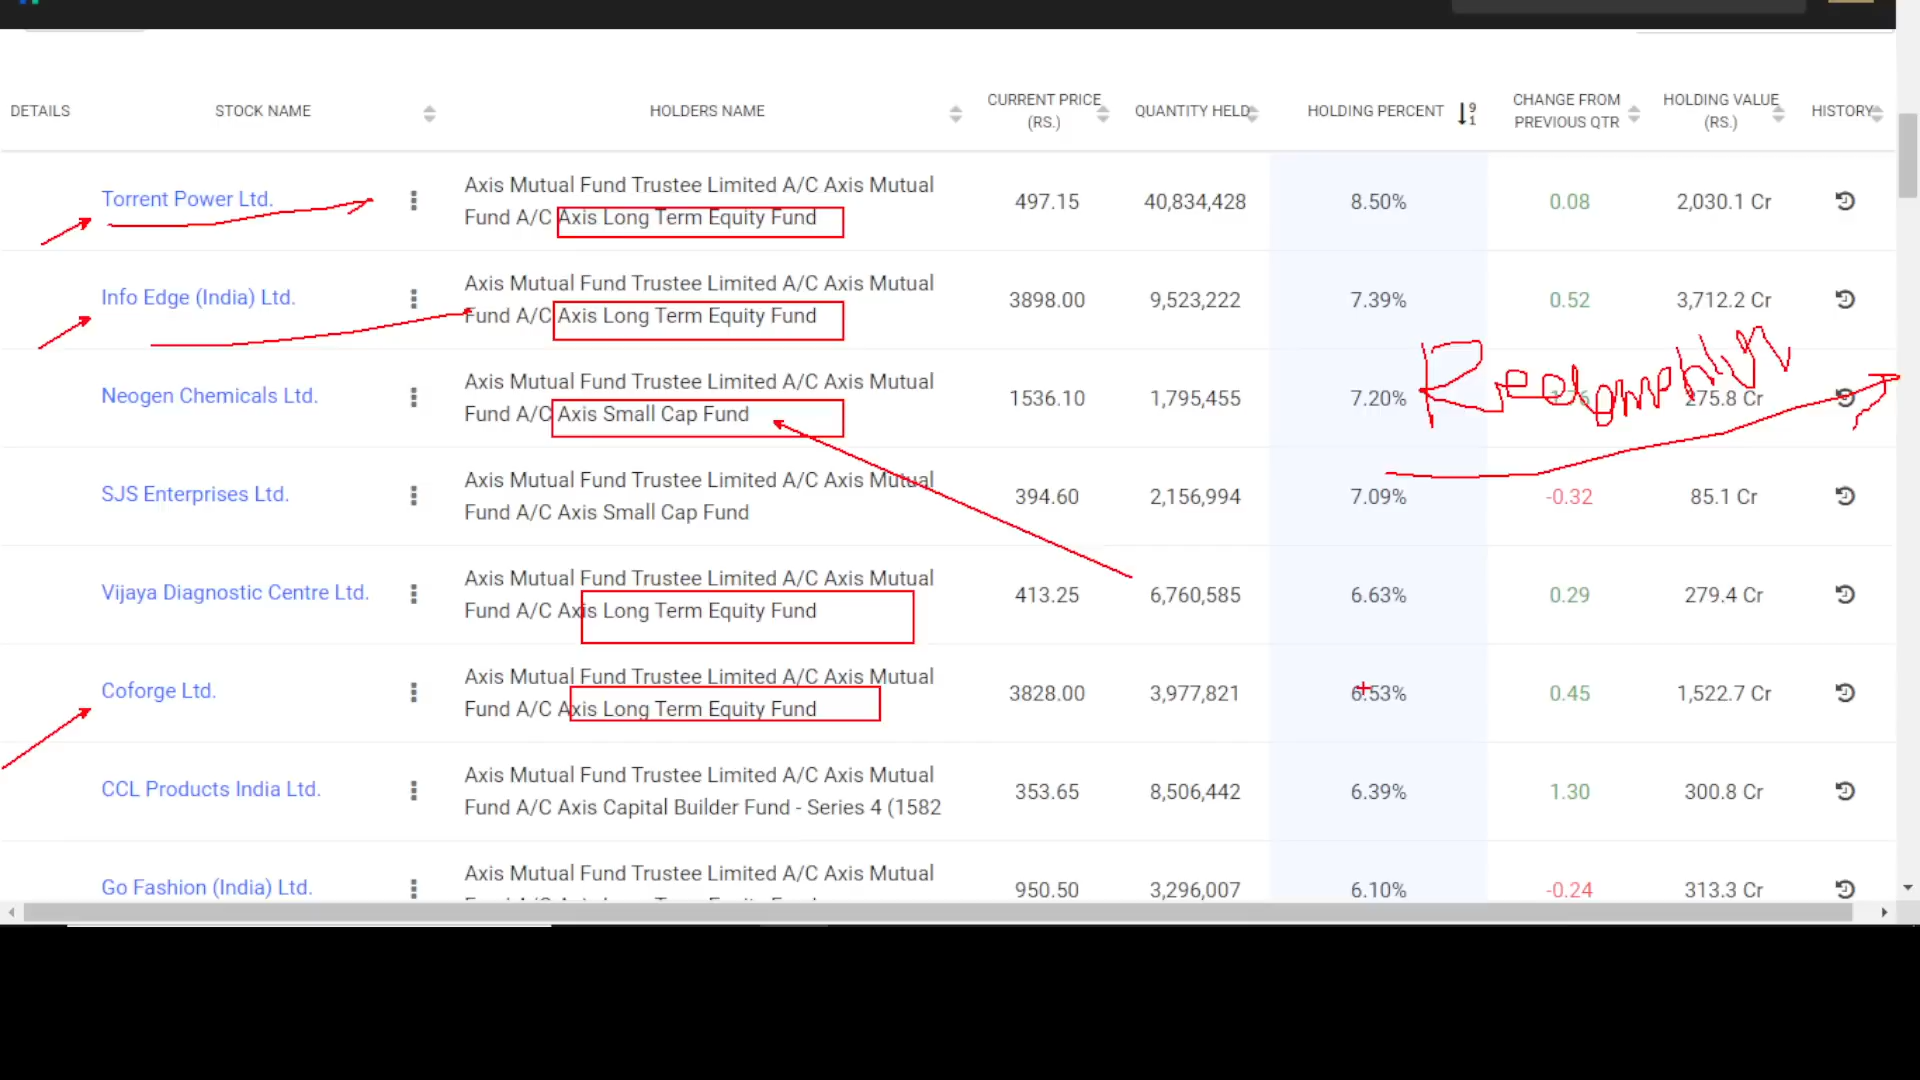 DETAILS STOCK NAME HOLDERS NAME CURRENT PRICE (RS.) QUANTITY HELD HOLDING PERCENT CHANGE FROM PREVIOUS QTR HOLDING VALUE (RS.) HISTORY
Torrent Power Ltd. Axis Mutual Fund Trustee Limited A/C Axis Mutual
Fund A/C Axis Long Term Equity Fund 497.15 40,834,428 8.50% 0.08 2,030.1 Cr
Info Edge (India) Ltd. Axis Mutual Fund Trustee Limited A/C Axis Mutual
Fund A/C Axis Long Term Equity Fund 3898.00 9,523,222 7.39% 0.52 3,712.2 Cr
Neogen Chemicals Ltd. Axis Mutual Fund Trustee Limited A/C Axis Mutual
Fund A/C Axis Small Cap Fund 1536.10 1,795,455 7.20% 275.8 Cr
SJS Enterprises Ltd. Axis Mutual Fund Trustee Limited A/C Axis Mutual
Fund A/C Axis Small Cap Fund 394.60 2,156,994 7.09% -0.32 85.1 Cr
Vijaya Diagnostic Centre Ltd. Axis Mutual Fund Trustee Limited A/C Axis Mutual
Fund A/C Axis Long Term Equity Fund 413.25 6,760,585 6.63% 0.29 279.4 Cr
Coforge Ltd. Axis Mutual Fund Trustee Limited A/C Axis Mutual
Fund A/C Axis Long Term Equity Fund 3828.00 3,977,821 6.53% 0.45 1,522.7 Cr
CCL Products India Ltd. Axis Mutual Fund Trustee Limited A/C Axis Mutual
Fund A/C Axis Capital Builder Fund - Series 4 (1582 353.65 8,506,442 6.39% 1.30 300.8 Cr
Go Fashion (India) Ltd. Axis Mutual Fund Trustee Limited A/C Axis Mutual
950.50 3,296,007 6.10% -0.24 313.3 Cr